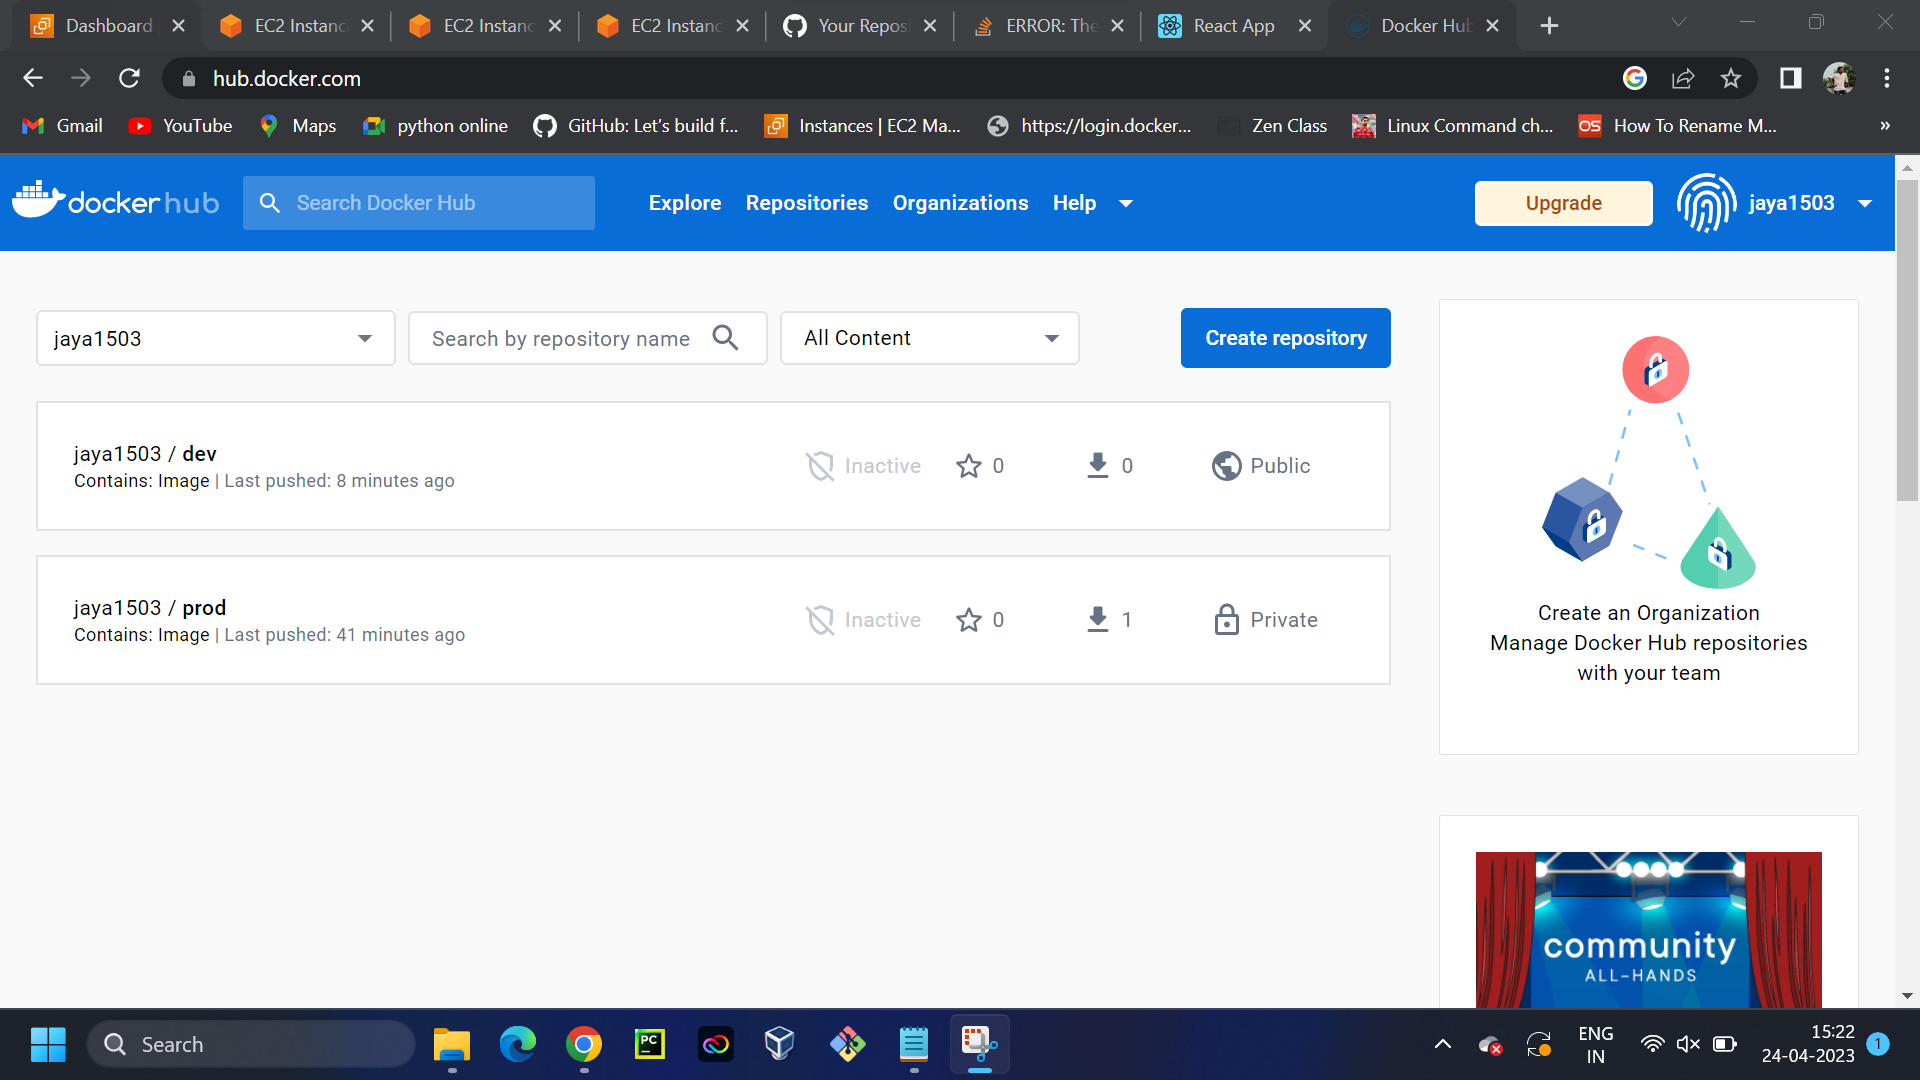 Dashboard
EC2 Instanc
EC2 Instanc
EC2 Instanc
Your Repos
ERROR: The
React App
Docker Hub
hub.docker.com
Gmail
YouTube
Maps
python online
GitHub: Let's build f...
Instances | EC2 Ma...
https://login.docker...
Zen Class
Linux Command ch...
OS
How To Rename M...
»
docker hub
Search Docker Hub
Explore
Repositories
Organizations
Help
Upgrade
jaya1503
jaya1503
Search by repository name
All Content
Create repository
jaya1503 / dev
Contains: Image | Last pushed: 8 minutes ago
Inactive
0
0
Public
jaya1503 / prod
Contains: Image | Last pushed: 41 minutes ago
Inactive
0
1
Private
Create an Organization
Manage Docker Hub repositories
with your team
community
ALL-HANDS
Search
PC
ENG
IN
15:22
24-04-2023
1